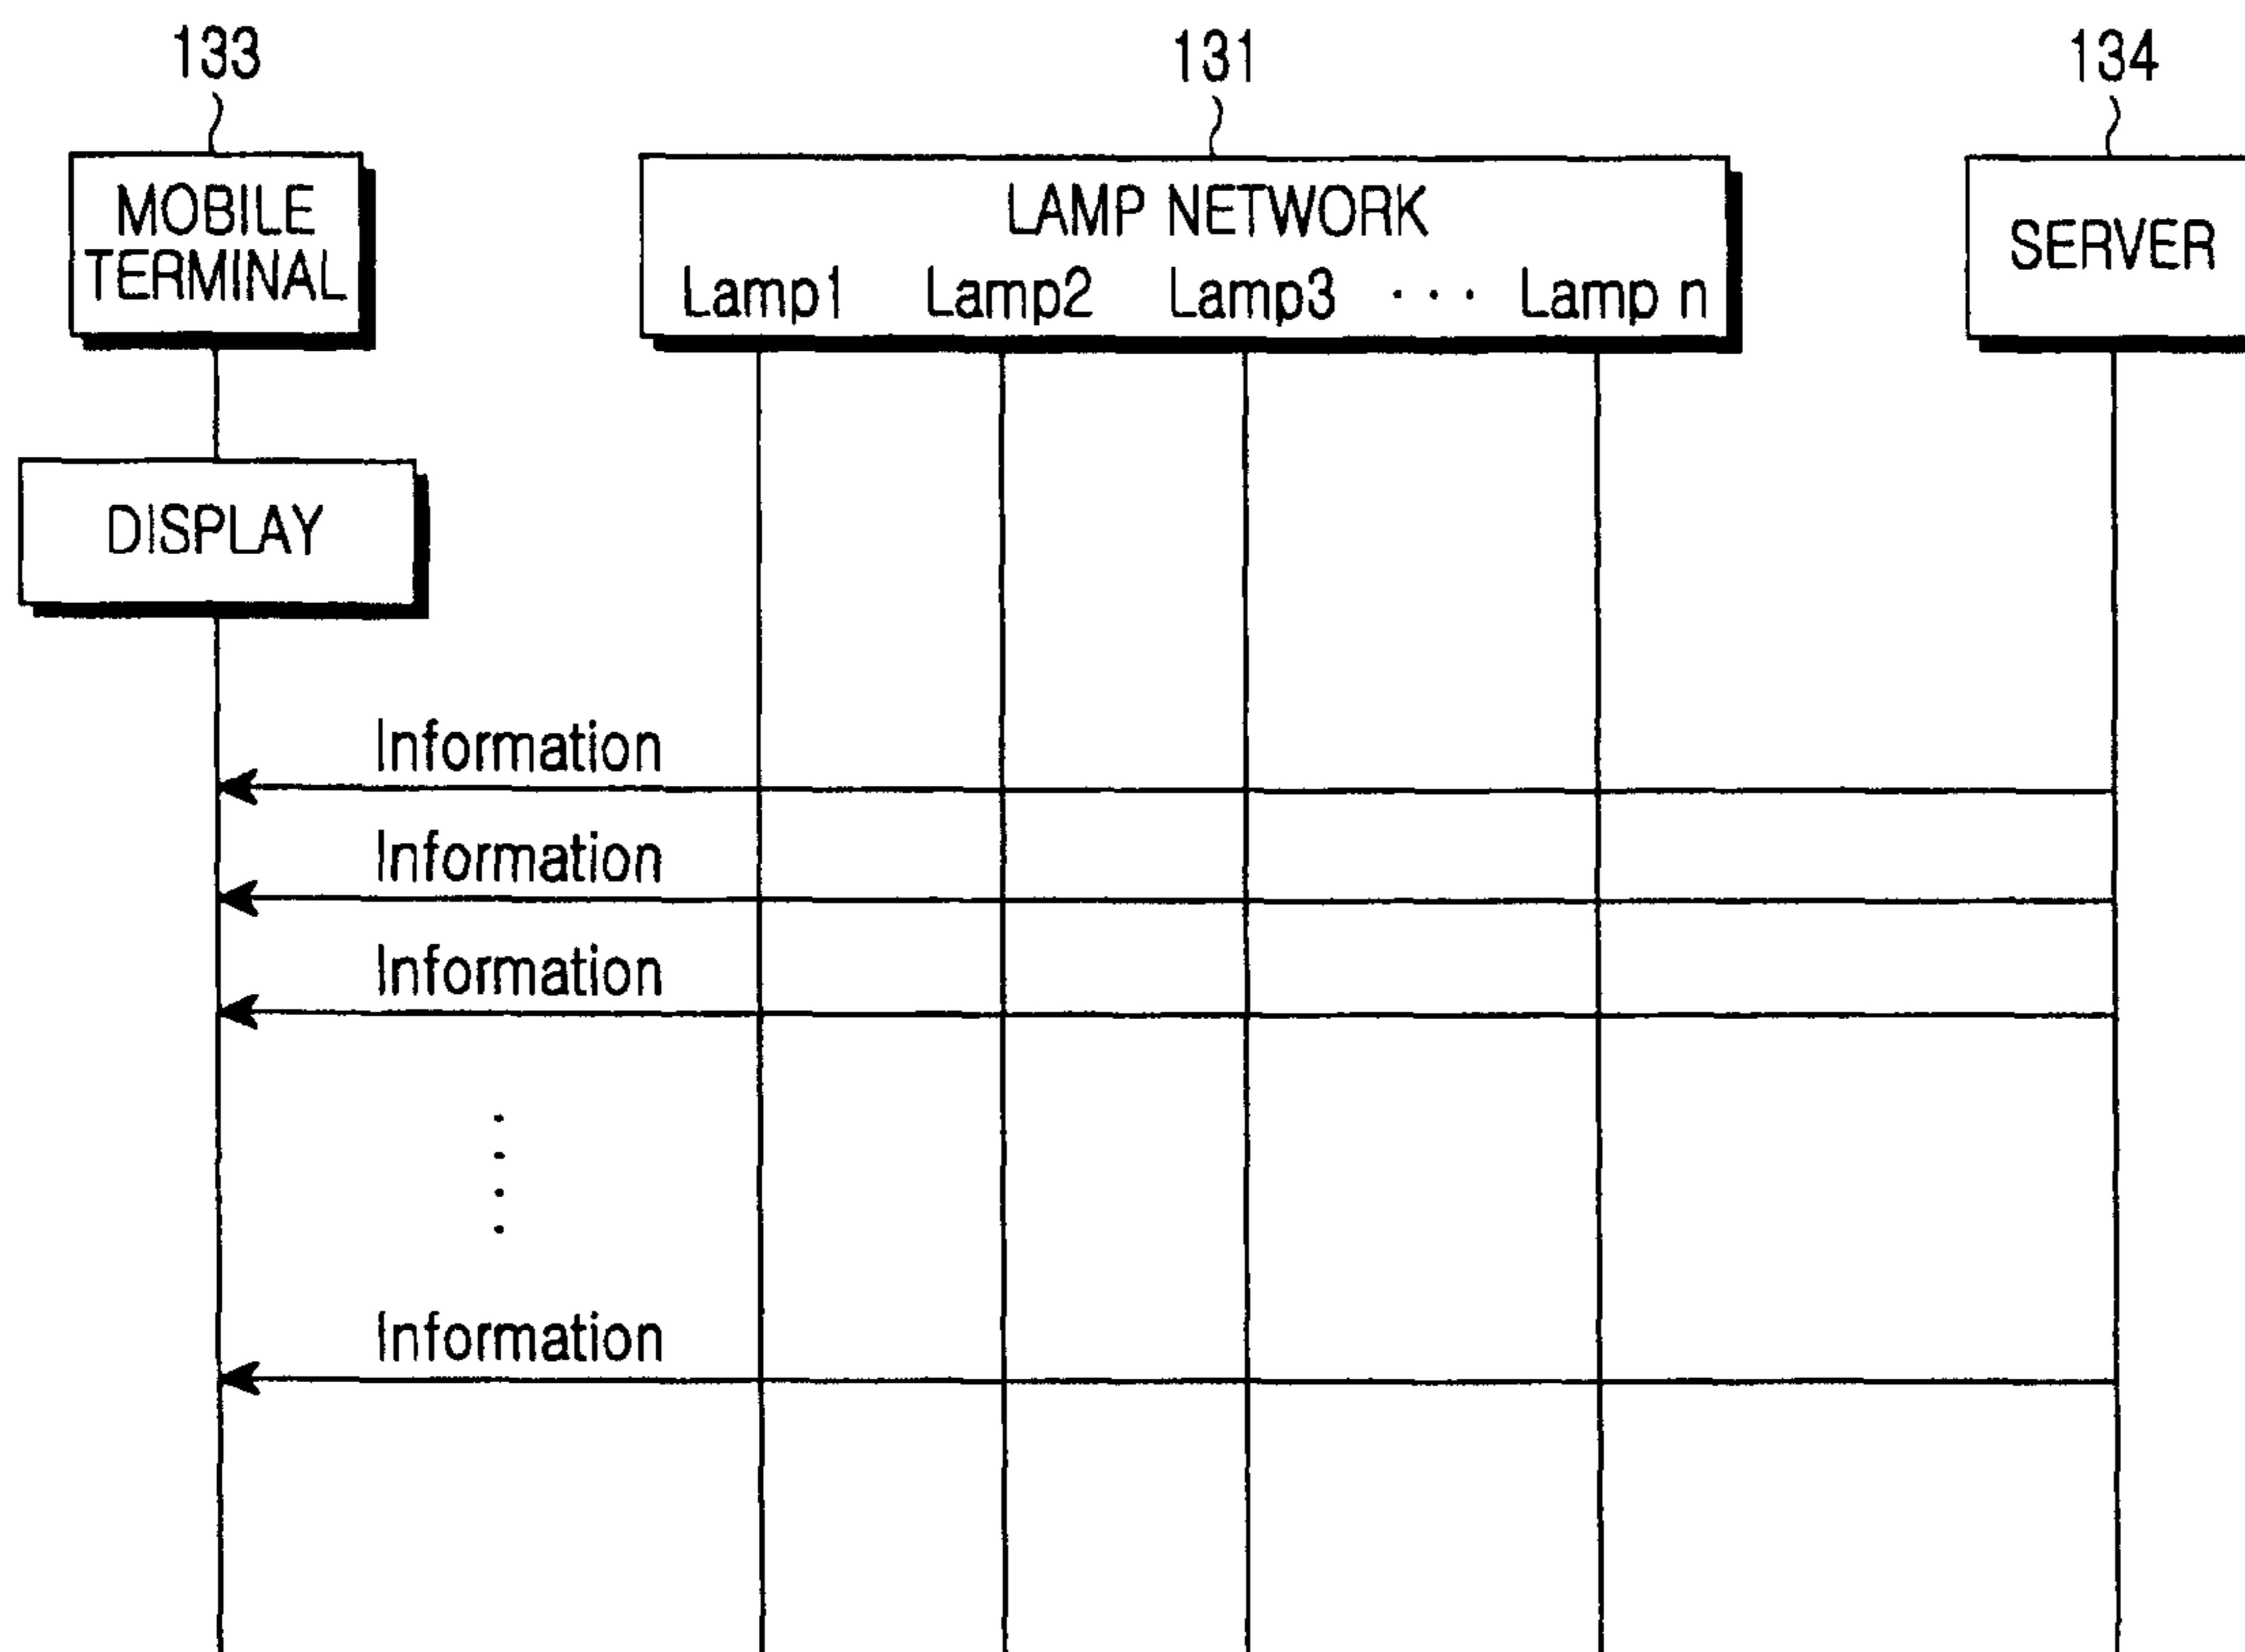 133
131
134
MOBILE
TERMINAL
LAMP NETWORK
Lamp1 Lamp2 Lamp3 ··· Lamp n
SERVER
DISPLAY
Information
Information
Information
Information